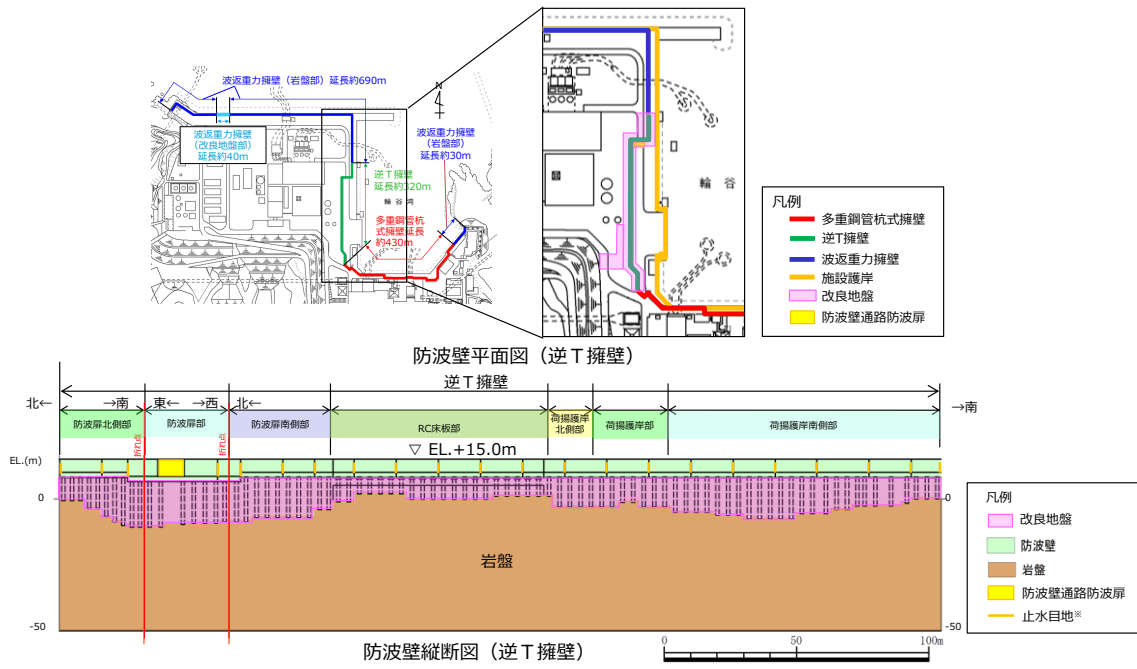 波返重力擁壁（岩盤部）延長約690m
N
波返重力擁壁
（改良地盤部）
延長約40m
波返重力擁壁
（岩盤部）
延長約30m
逆Ｔ擁壁
延長約320m
輪谷湾
多重鋼管杭
式擁壁延長
約430m
輪 谷
凡例
多重鋼管杭式擁壁
逆T擁壁
波返重力擁壁
施設護岸
改良地盤
防波壁通路防波扉
防波壁平面図（逆Ｔ擁壁）
逆Ｔ擁壁
北← →南 東← →西 北← →南
防波扉北側部 防波扉部 防波扉南側部 RC床板部 荷揚護岸北側部 荷揚護岸部 荷揚護岸南側部
折れ点 折れ点
▽ EL.+15.0m
EL.(m)
0 0
岩盤
-50 -50
凡例
改良地盤
防波壁
岩盤
防波壁通路防波扉
止水目地※
0 50 100m
防波壁縦断図（逆Ｔ擁壁）